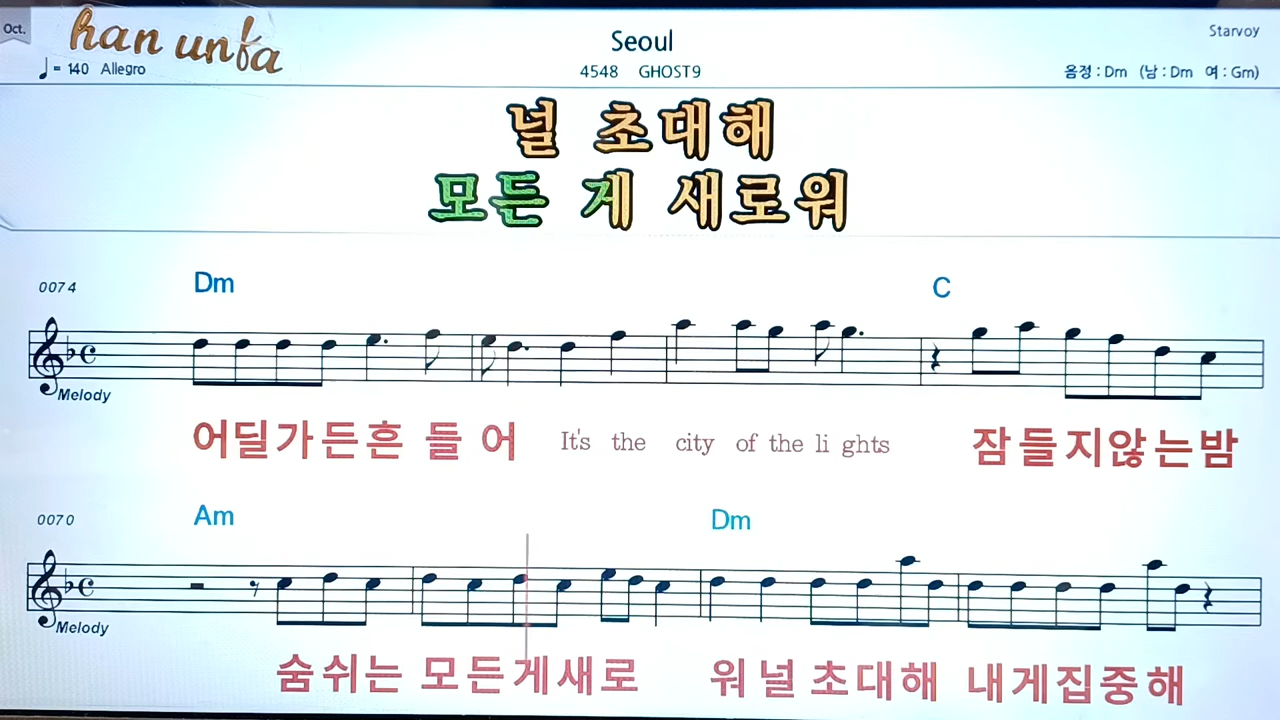 Oct.
han unfa
Seoul
Starvoy
♩= 140 Allegro
4548 GHOST9
음정 : Dm (남 : Dm 여 : Gm)
널 초대해
모든 게 새로워
0074
Dm
C
Melody
어딜가든흔 들 어 It's the city of the li ghts 잠들지않는밤
0070
Am
Dm
Melody
숨쉬는 모든게새로 워널 초대해 내게집중해